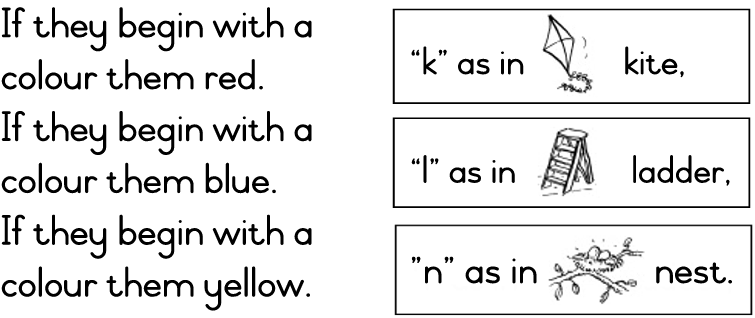 If they begin with a
“k” as in kite,
colour them red.
If they begin with a
“l” as in ladder,
colour them blue.
If they begin with a
”n” as in nest.
colour them yellow.